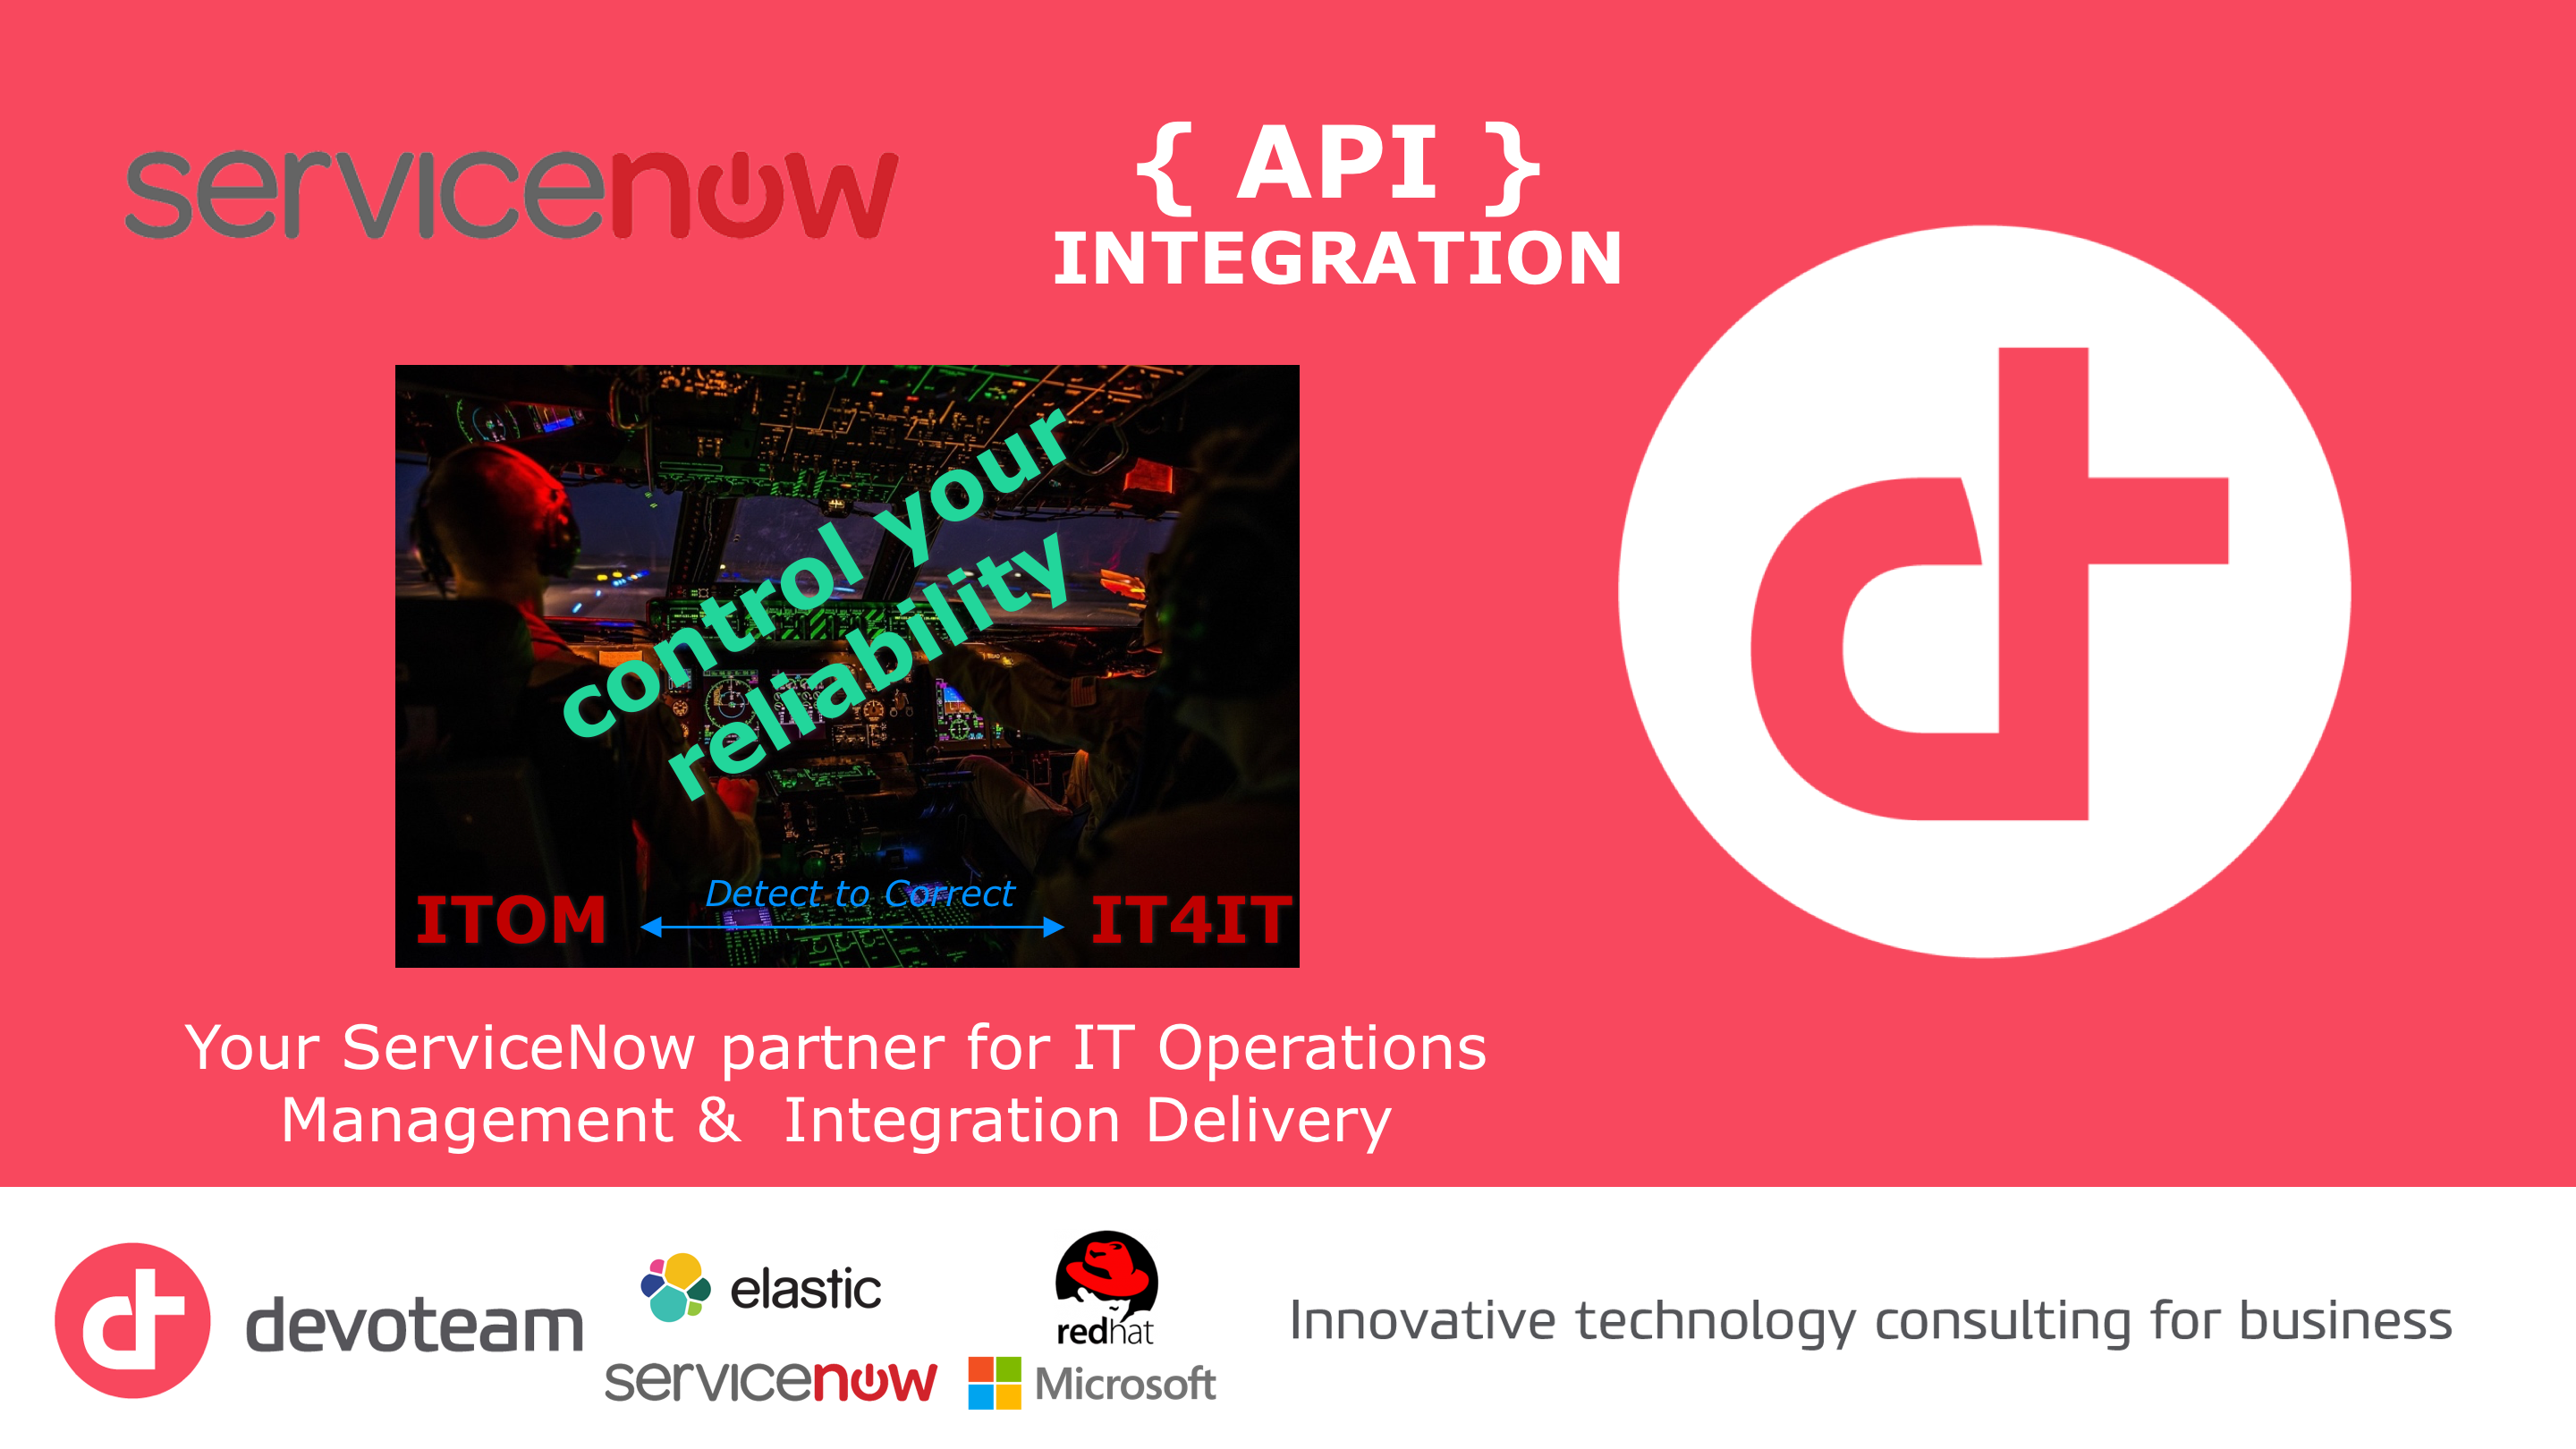 servicenow
{ API }
INTEGRATION
control your
reliability
Detect to Correct
ITOM
IT4IT
Your ServiceNow partner for IT Operations
Management &  Integration Delivery
devoteam
elastic
redhat
servicenow
Microsoft
Innovative technology consulting for business